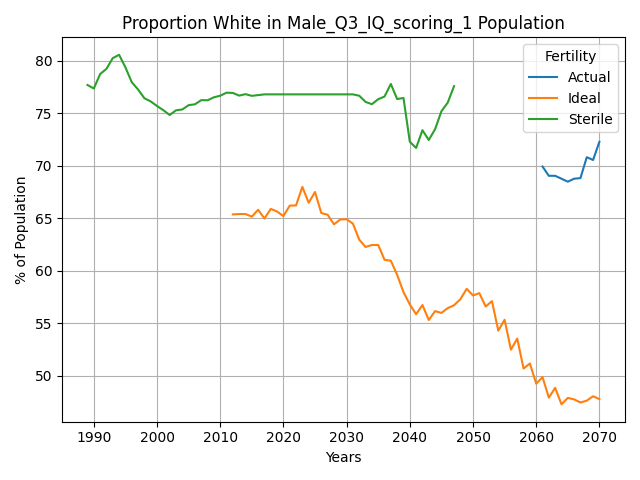 Proportion White in Male_Q3_IQ_scoring_1 Population
Fertility
Actual
Ideal
Sterile
% of Population
80
75
70
65
60
55
50
1990 2000 2010 2020 2030 2040 2050 2060 2070
Years